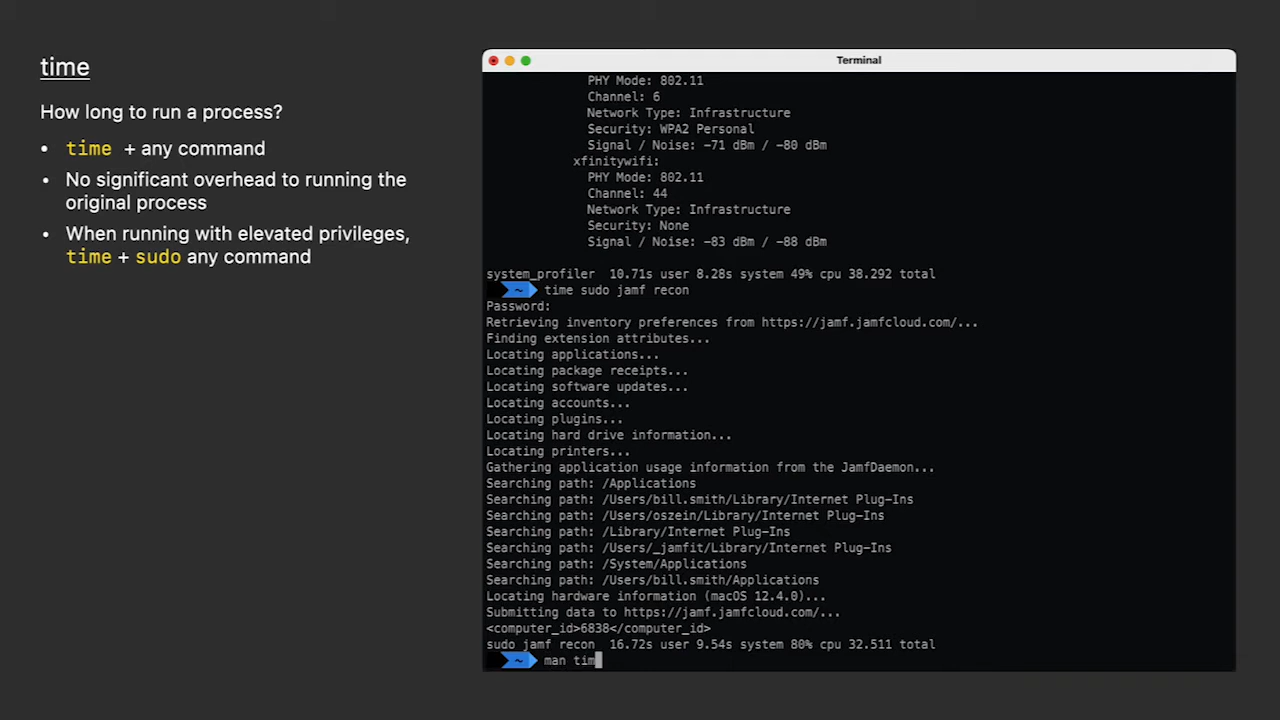 time
How long to run a process?
• time + any command
• No significant overhead to running the
original process
• When running with elevated privileges,
time + sudo any command
Terminal
PHY Mode: 802.11
Channel: 6
Network Type: Infrastructure
Security: WPA2 Personal
Signal / Noise: -71 dBm / -80 dBm
xfinitywifi:
PHY Mode: 802.11
Channel: 44
Network Type: Infrastructure
Security: None
Signal / Noise: -83 dBm / -88 dBm
system_profiler  10.71s user 8.28s system 49% cpu 38.292 total
~ time sudo jamf recon
Password:
Retrieving inventory preferences from https://jamf.jamfcloud.com/...
Finding extension attributes...
Locating applications...
Locating package receipts...
Locating software updates...
Locating accounts...
Locating plugins...
Locating hard drive information...
Locating printers...
Gathering application usage information from the JamfDaemon...
Searching path: /Applications
Searching path: /Users/bill.smith/Library/Internet Plug-Ins
Searching path: /Users/oszein/Library/Internet Plug-Ins
Searching path: /Library/Internet Plug-Ins
Searching path: /Users/_jamfit/Library/Internet Plug-Ins
Searching path: /System/Applications
Searching path: /Users/bill.smith/Applications
Locating hardware information (macOS 12.4.0)...
Submitting data to https://jamf.jamfcloud.com/...
<computer_id>6838</computer_id>
sudo jamf recon  16.72s user 9.54s system 80% cpu 32.511 total
~ man tim